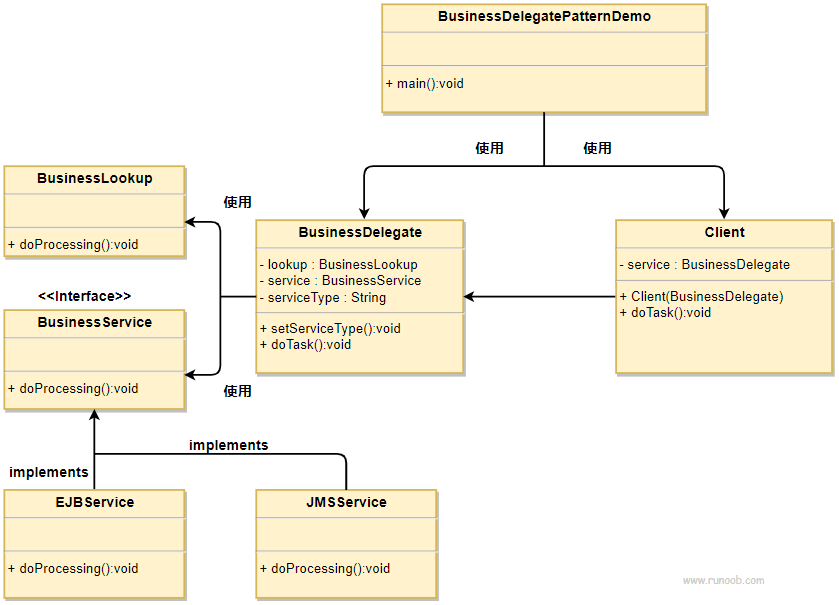 BusinessDelegatePatternDemo
+ main():void
使用
使用
BusinessLookup
+ doProcessing():void
使用
BusinessDelegate
- lookup : BusinessLookup
- service : BusinessService
- serviceType : String
+ setServiceType():void
+ doTask():void
Client
- service : BusinessDelegate
+ Client(BusinessDelegate)
+ doTask():void
<<Interface>>
BusinessService
+ doProcessing():void
使用
implements
implements
EJBService
+ doProcessing():void
JMSService
+ doProcessing():void
www.runoob.com